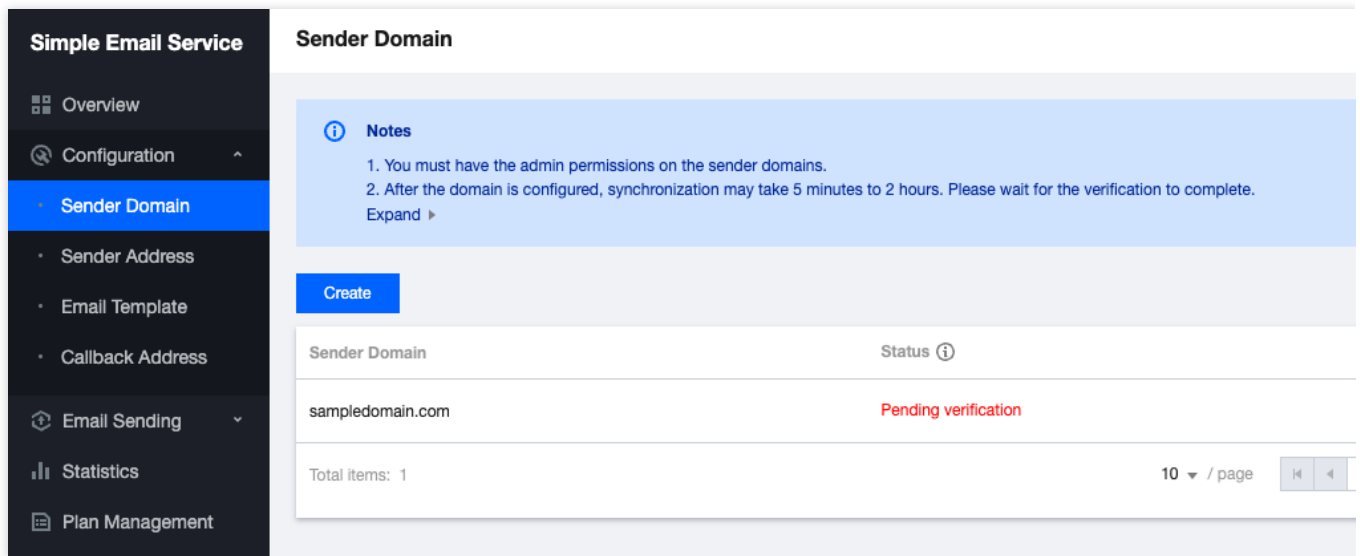 Simple Email Service
Overview
Configuration
Sender Domain
Sender Address
Email Template
Callback Address
Email Sending
Statistics
Plan Management
Sender Domain
Notes
1. You must have the admin permissions on the sender domains.
2. After the domain is configured, synchronization may take 5 minutes to 2 hours. Please wait for the verification to complete.
Expand
Create
Sender Domain Status
sampledomain.com Pending verification
Total items: 1 10 / page